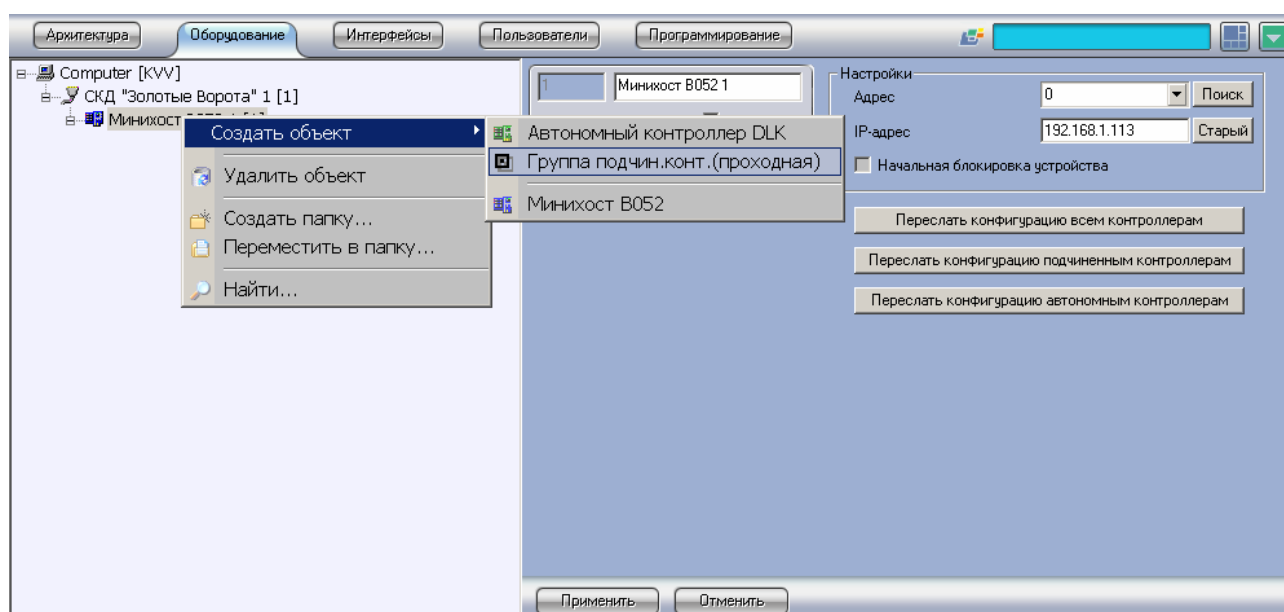 Архитектура Оборудование Интерфейсы Пользователи Программирование
Computer [KVV]
СКД "Золотые Ворота" 1 [1]
Минихост
Создать объект
Удалить объект
Создать папку...
Переместить в папку...
Найти...
Автономный контроллер DLK
Группа подчин.конт.(проходная)
Минихост B052
1 Минихост B052 1
Настройки
Адрес 0 Поиск
IP-адрес 192.168.1.113 Старый
Начальная блокировка устройства
Переслать конфигурацию всем контроллерам
Переслать конфигурацию подчиненным контроллерам
Переслать конфигурацию автономным контроллерам
Применить Отменить